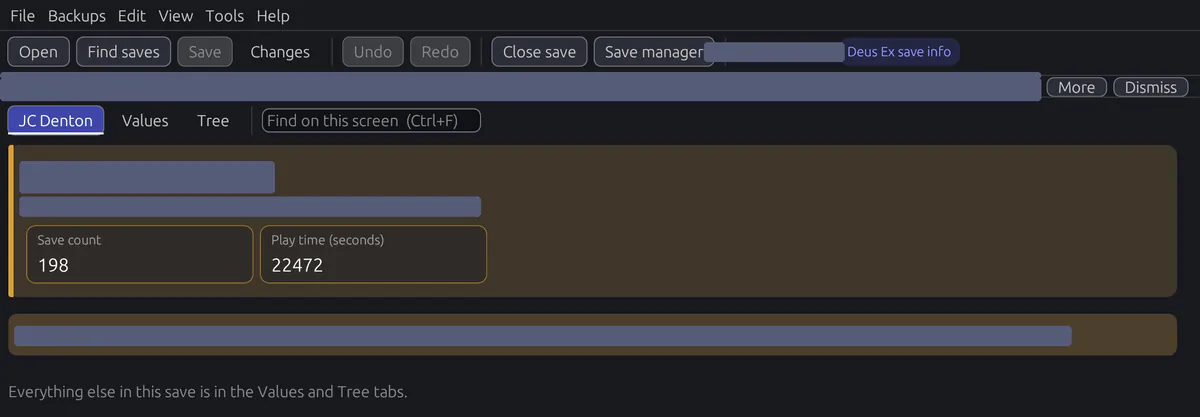 File Backups Edit View Tools Help
Open Find saves Save Changes Undo Redo Close save Save manager Deus Ex save info
More Dismiss
JC Denton Values Tree Find on this screen (Ctrl+F)
Save count Play time (seconds)
198 22472
Everything else in this save is in the Values and Tree tabs.